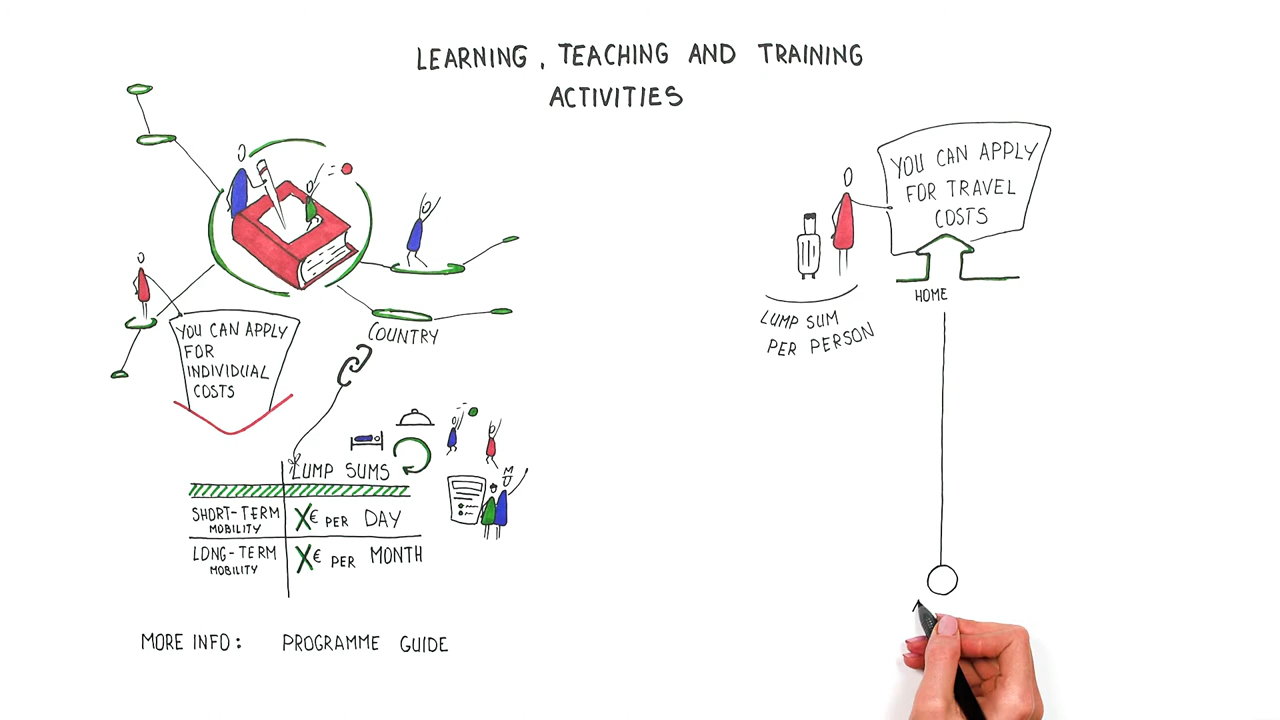 LEARNING, TEACHING AND TRAINING
ACTIVITIES
YOU CAN APPLY
FOR
INDIVIDUAL
COSTS
COUNTRY
LUMP SUMS
SHORT-TERM
MOBILITY
X€ PER DAY
LONG-TERM
MOBILITY
X€ PER MONTH
MORE INFO: PROGRAMME GUIDE
YOU CAN APPLY
FOR TRAVEL
COSTS
HOME
LUMP SUM
PER PERSON